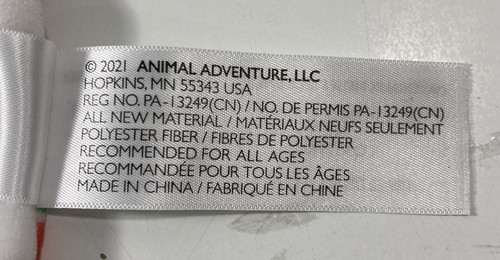 © 2021 ANIMAL ADVENTURE, LLC
HOPKINS, MN 55343 USA
REG NO. PA-13249(CN) / NO. DE PERMIS PA-13249(CN)
ALL NEW MATERIAL / MATÉRIAUX NEUFS SEULEMENT
POLYESTER FIBER / FIBRES DE POLYESTER
RECOMMENDED FOR ALL AGES
RECOMMANDÉE POUR TOUS LES ÂGES
MADE IN CHINA / FABRIQUÉ EN CHINE